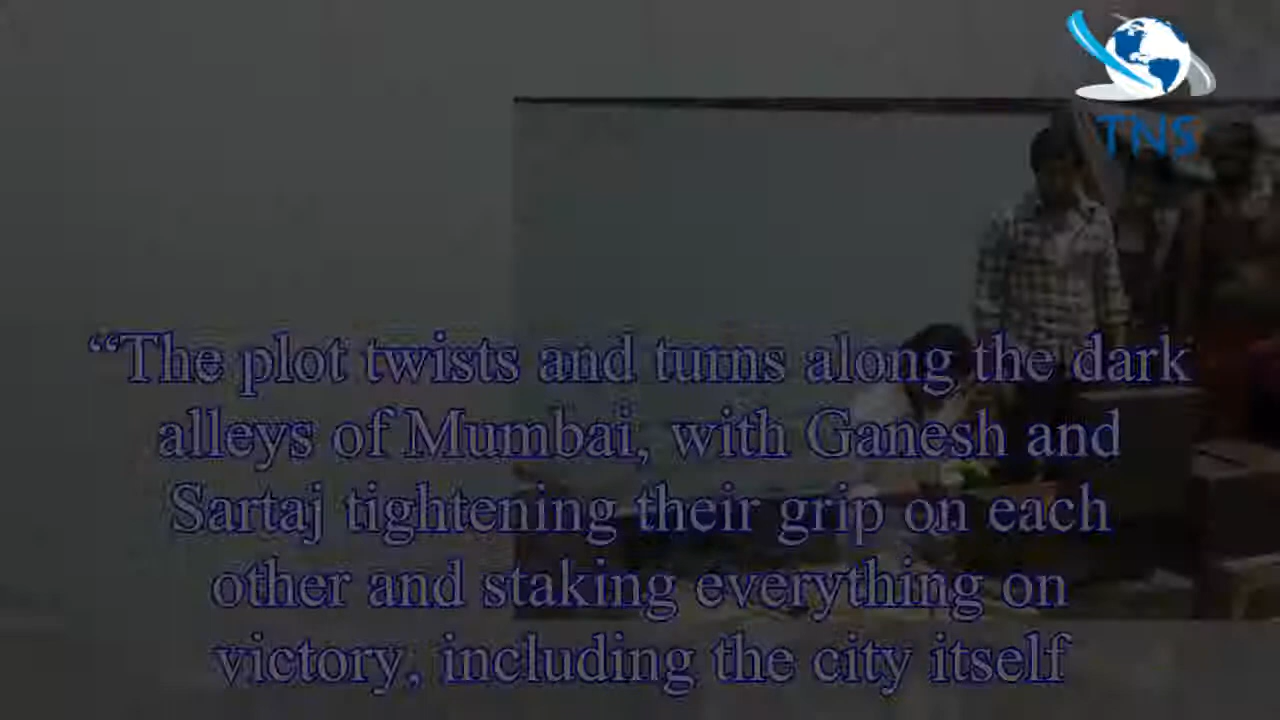 TNS
“The plot twists and turns along the dark
alleys of Mumbai, with Ganesh and
Sartaj tightening their grip on each
other and staking everything on
victory, including the city itself